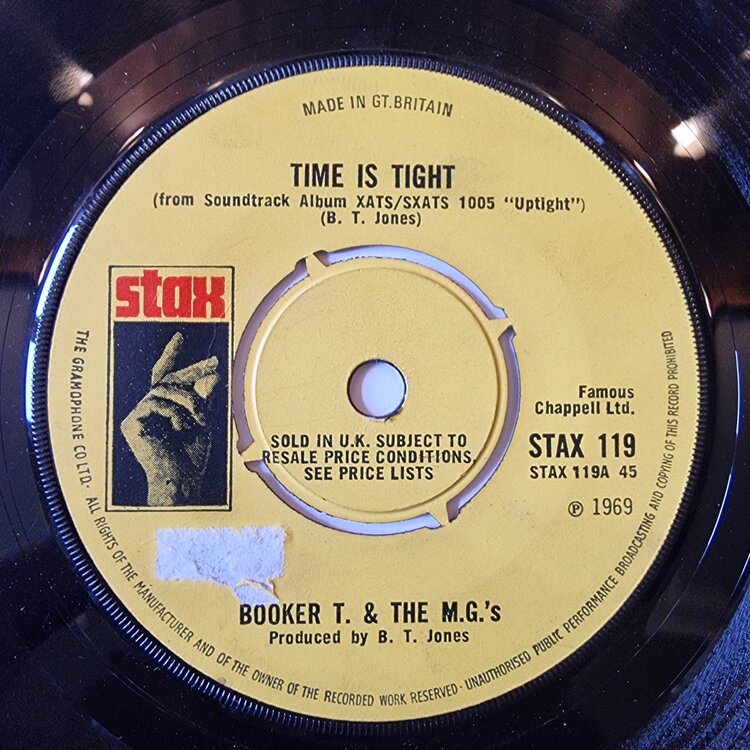 MADE IN GT. BRITAIN
TIME IS TIGHT
(from Soundtrack Album XATS/SXATS 1005 "Uptight")
(B. T. Jones)
stax
Famous
Chappell Ltd.
STAX 119
STAX 119A 45
℗ 1969
SOLD IN U.K. SUBJECT TO
RESALE PRICE CONDITIONS,
SEE PRICE LISTS
BOOKER T. & THE M.G.'s
Produced by B. T. Jones
THE GRAMOPHONE CO LTD· ALL RIGHTS OF THE MANUFACTURER AND OF THE OWNER OF THE RECORDED WORK RESERVED · UNAUTHORISED PUBLIC PERFORMANCE BROADCASTING AND COPYING OF THIS RECORD PROHIBITED